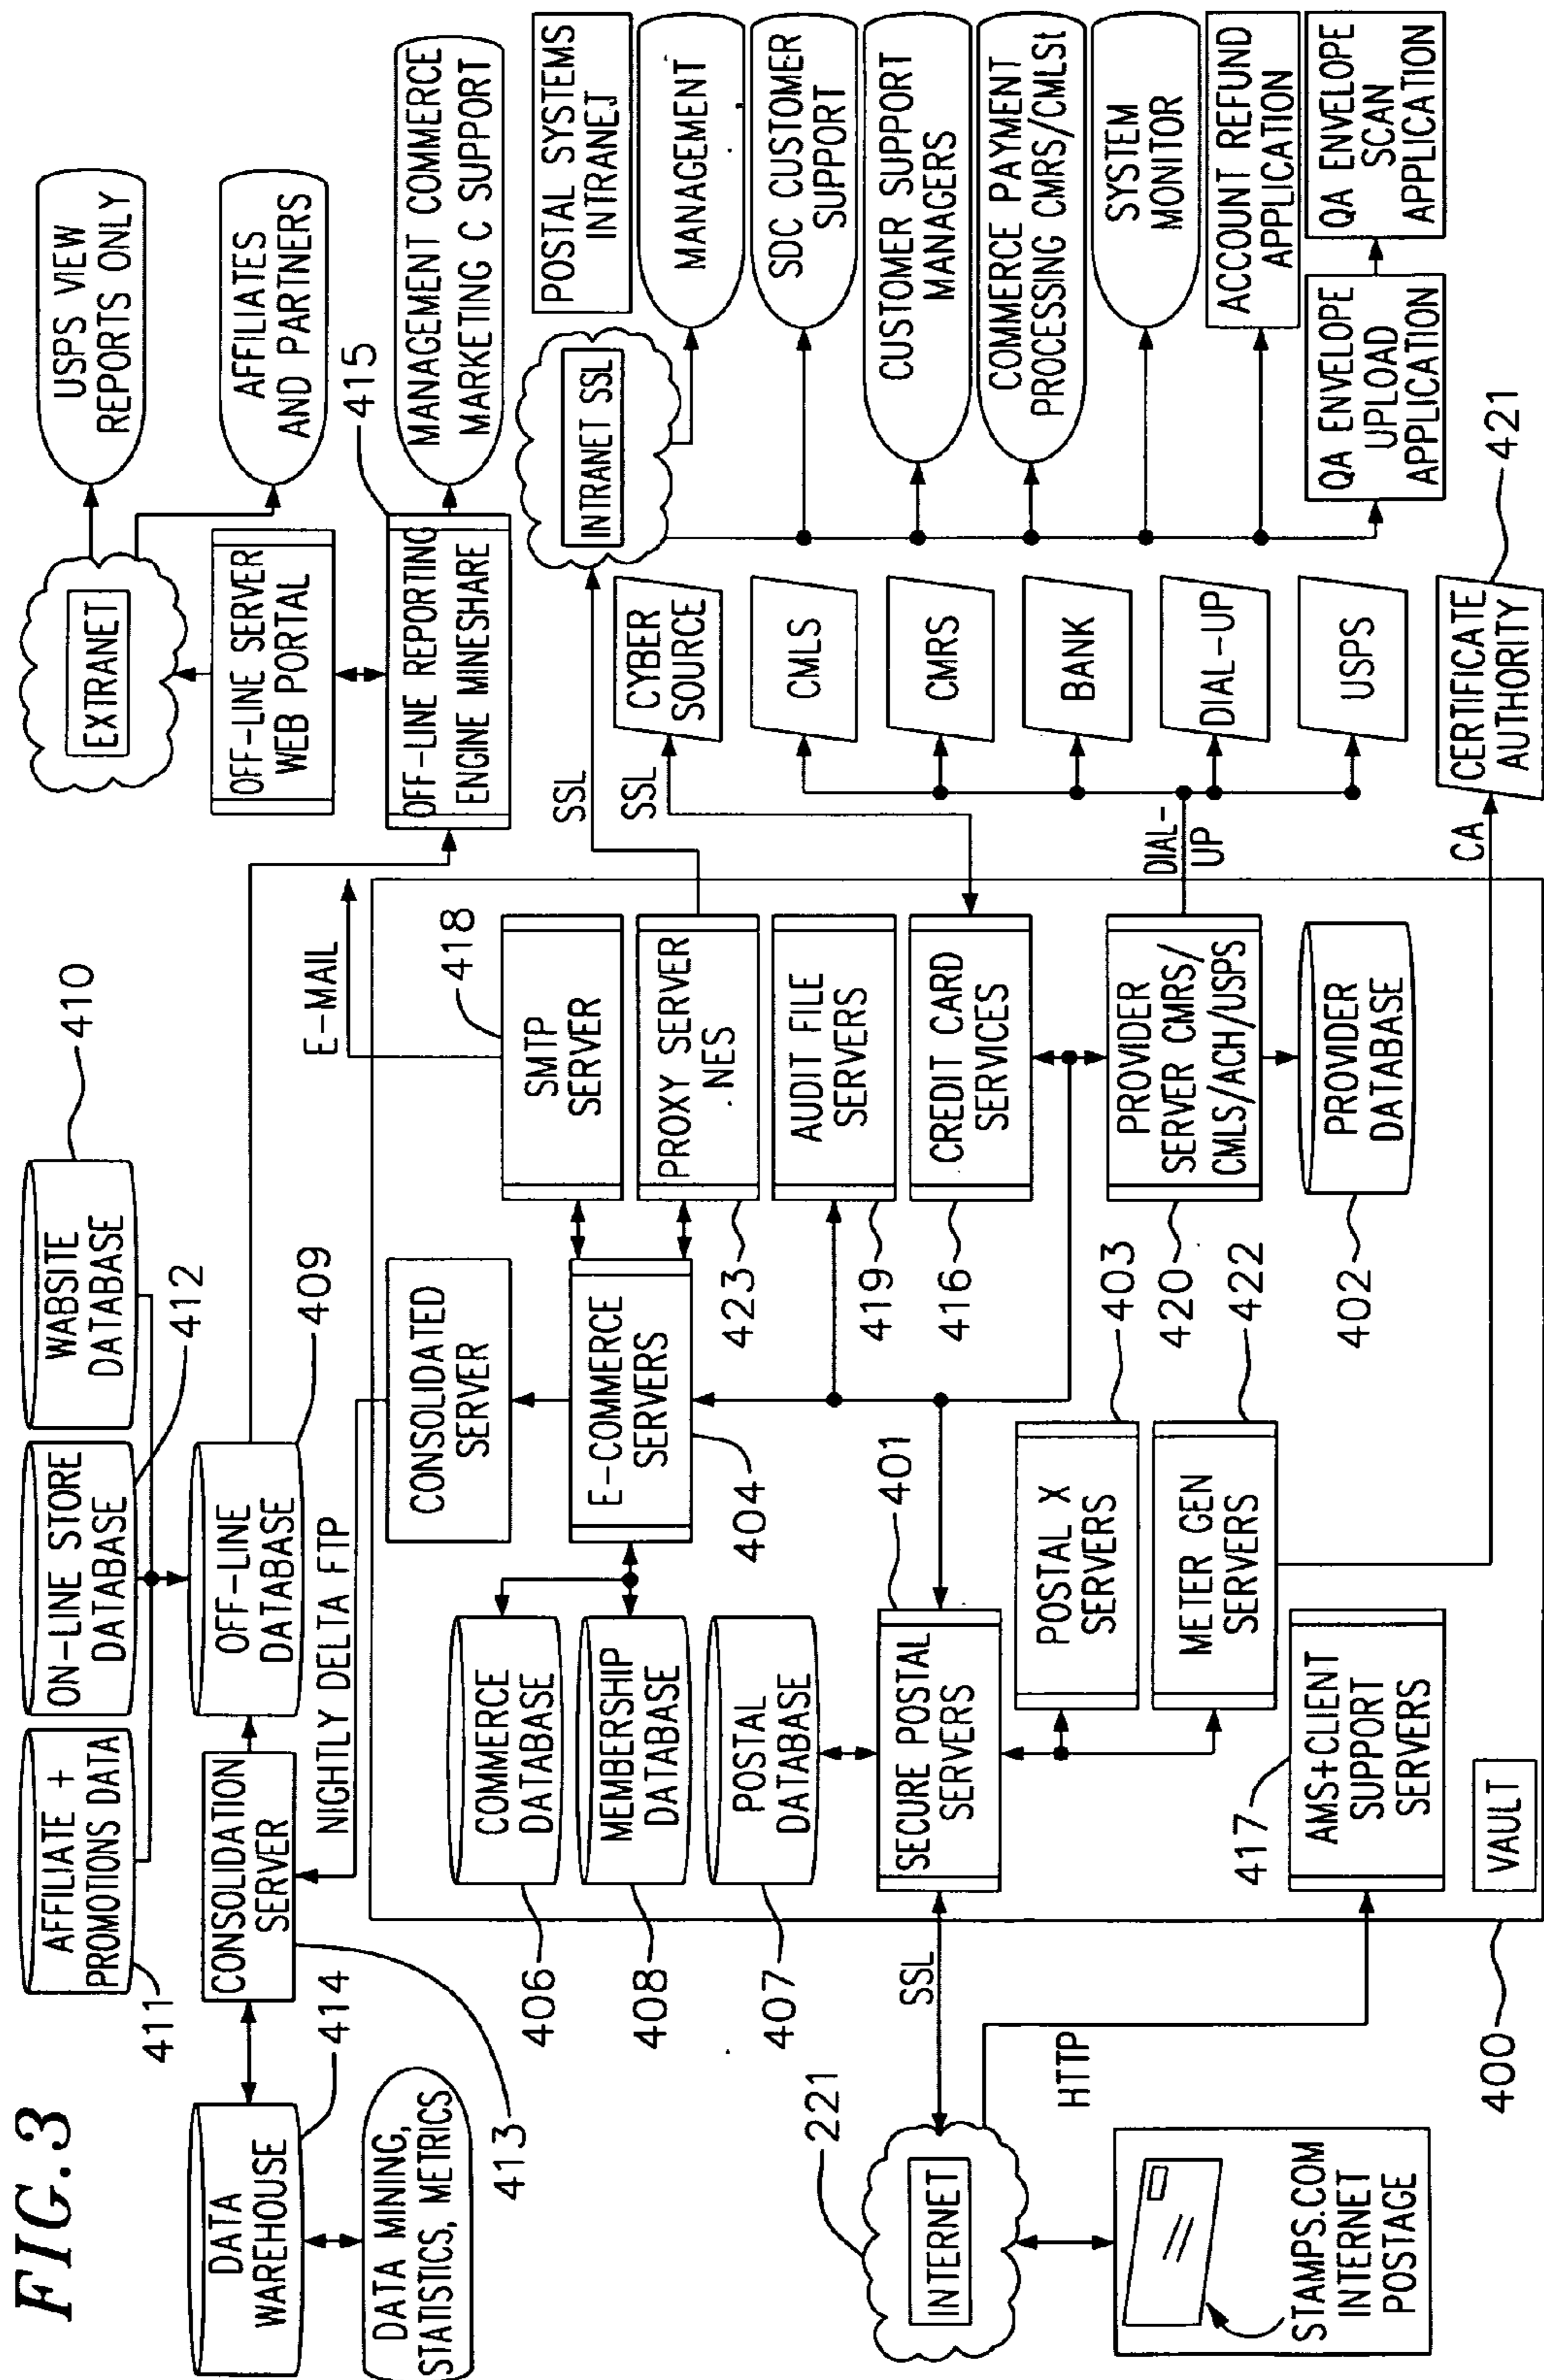 FIG.3
AFFILIATE +
PROMOTIONS DATA
411
ON-LINE STORE
DATABASE
412
WABSITE
DATABASE
410
EXTRANET
USPS VIEW
REPORTS ONLY
AFFILIATES
AND PARTNERS
OFF-LINE SERVER
WEB PORTAL
415
OFF-LINE REPORTING
ENGINE MINESHARE
MANAGEMENT COMMERCE
MARKETING C SUPPORT
DATA
WAREHOUSE
414
CONSOLIDATION
SERVER
413
OFF-LINE
DATABASE
409
DATA MINING,
STATISTICS, METRICS
NIGHTLY DELTA FTP
E-MAIL
SSL
SSL
INTRANET SSL
POSTAL SYSTEMS
INTRANET
MANAGEMENT
SDC CUSTOMER
SUPPORT
CUSTOMER SUPPORT
MANAGERS
COMMERCE PAYMENT
PROCESSING CMRS/CMLSt
SYSTEM
MONITOR
ACCOUNT REFUND
APPLICATION
QA ENVELOPE
UPLOAD
APPLICATION
QA ENVELOPE
SCAN
APPLICATION
COMMERCE
DATABASE
406
MEMBERSHIP
DATABASE
408
POSTAL
DATABASE
407
CONSOLIDATED
SERVER
E-COMMERCE
SERVERS
404
SMTP
SERVER
418
PROXY SERVER
.NES
423
AUDIT FILE
SERVERS
419
CREDIT CARD
SERVICES
416
PROVIDER
SERVER CMRS/
CMLS/ACH/USPS
420
PROVIDER
DATABASE
402
CYBER
SOURCE
CMLS
CMRS
BANK
DIAL-UP
USPS
DIAL-
UP
CERTIFICATE
AUTHORITY
421
CA
SECURE POSTAL
SERVERS
401
POSTAL X
SERVERS
403
METER GEN
SERVERS
422
AMS+CLIENT
SUPPORT
SERVERS
417
VAULT
400
SSL
HTTP
INTERNET
221
STAMPS.COM
INTERNET
POSTAGE